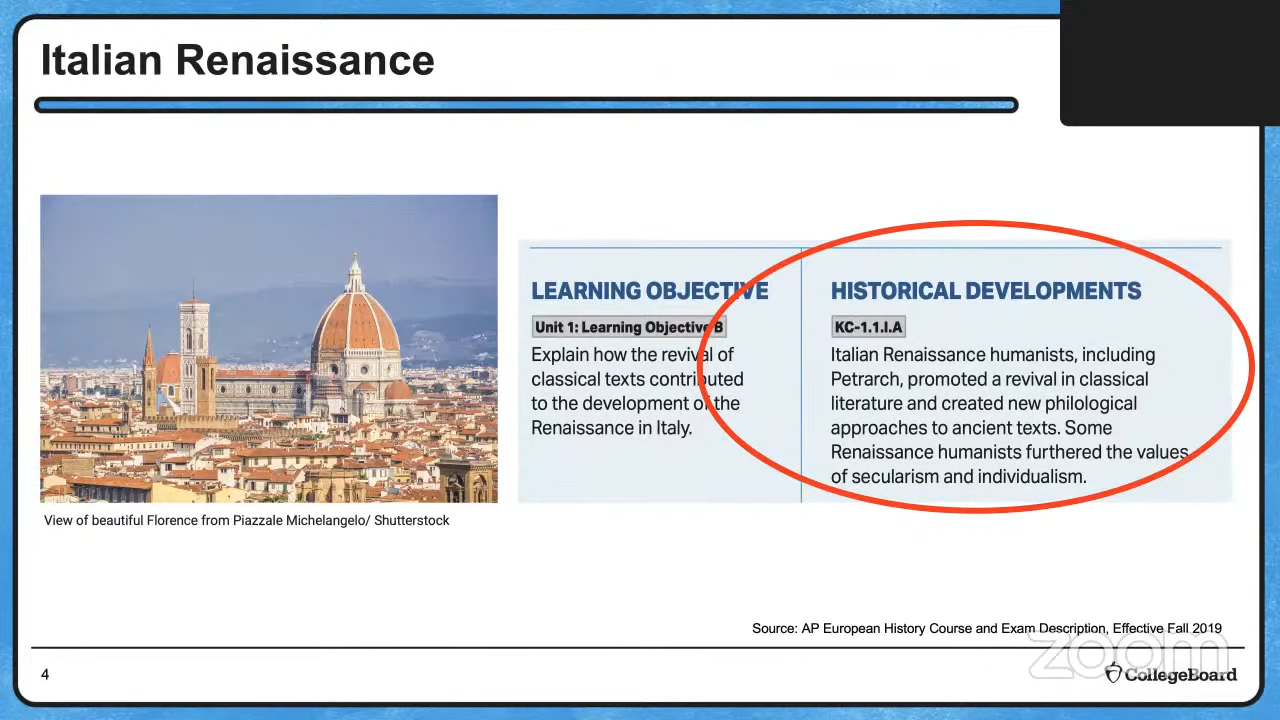 Italian Renaissance
LEARNING OBJECTIVE
Unit 1: Learning Objective B
Explain how the revival of
classical texts contributed
to the development of the
Renaissance in Italy.
HISTORICAL DEVELOPMENTS
KC-1.1.I.A
Italian Renaissance humanists, including
Petrarch, promoted a revival in classical
literature and created new philological
approaches to ancient texts. Some
Renaissance humanists furthered the values
of secularism and individualism.
View of beautiful Florence from Piazzale Michelangelo/ Shutterstock
Source: AP European History Course and Exam Description, Effective Fall 2019
zoom
4
CollegeBoard